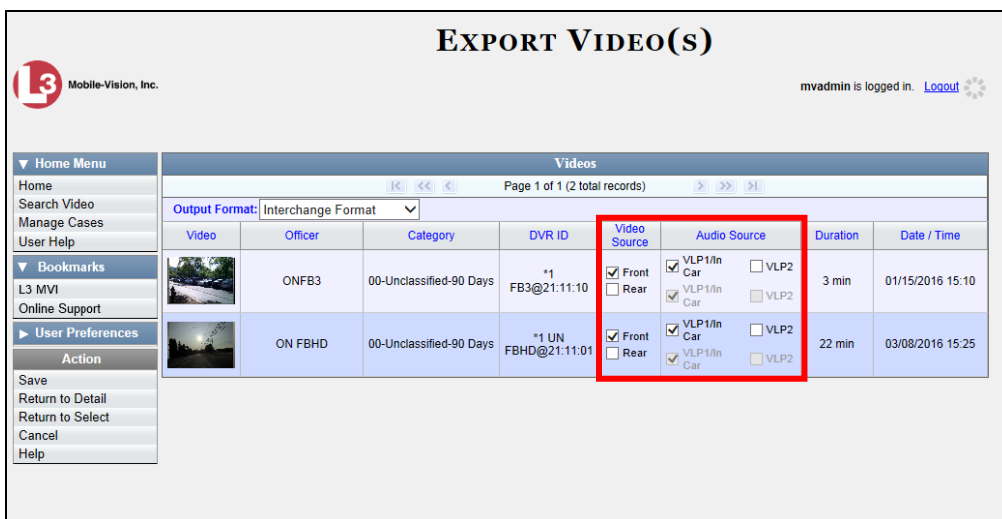 EXPORT VIDEO(S)
L3 Mobile-Vision, Inc.
mvadmin is logged in. Logout
▼ Home Menu
Home
Search Video
Manage Cases
User Help
▼ Bookmarks
L3 MVI
Online Support
▶ User Preferences
Action
Save
Return to Detail
Return to Select
Cancel
Help
Videos
Page 1 of 1 (2 total records)
Output Format: Interchange Format
Video Officer Category DVR ID Video Source Audio Source Duration Date / Time
ONFB3 00-Unclassified-90 Days *1 FB3@21:11:10 Front Rear VLP1/In Car VLP2 VLP1/In Car VLP2 3 min 01/15/2016 15:10
ON FBHD 00-Unclassified-90 Days *1 UN FBHD@21:11:01 Front Rear VLP1/In Car VLP2 VLP1/In Car VLP2 22 min 03/08/2016 15:25